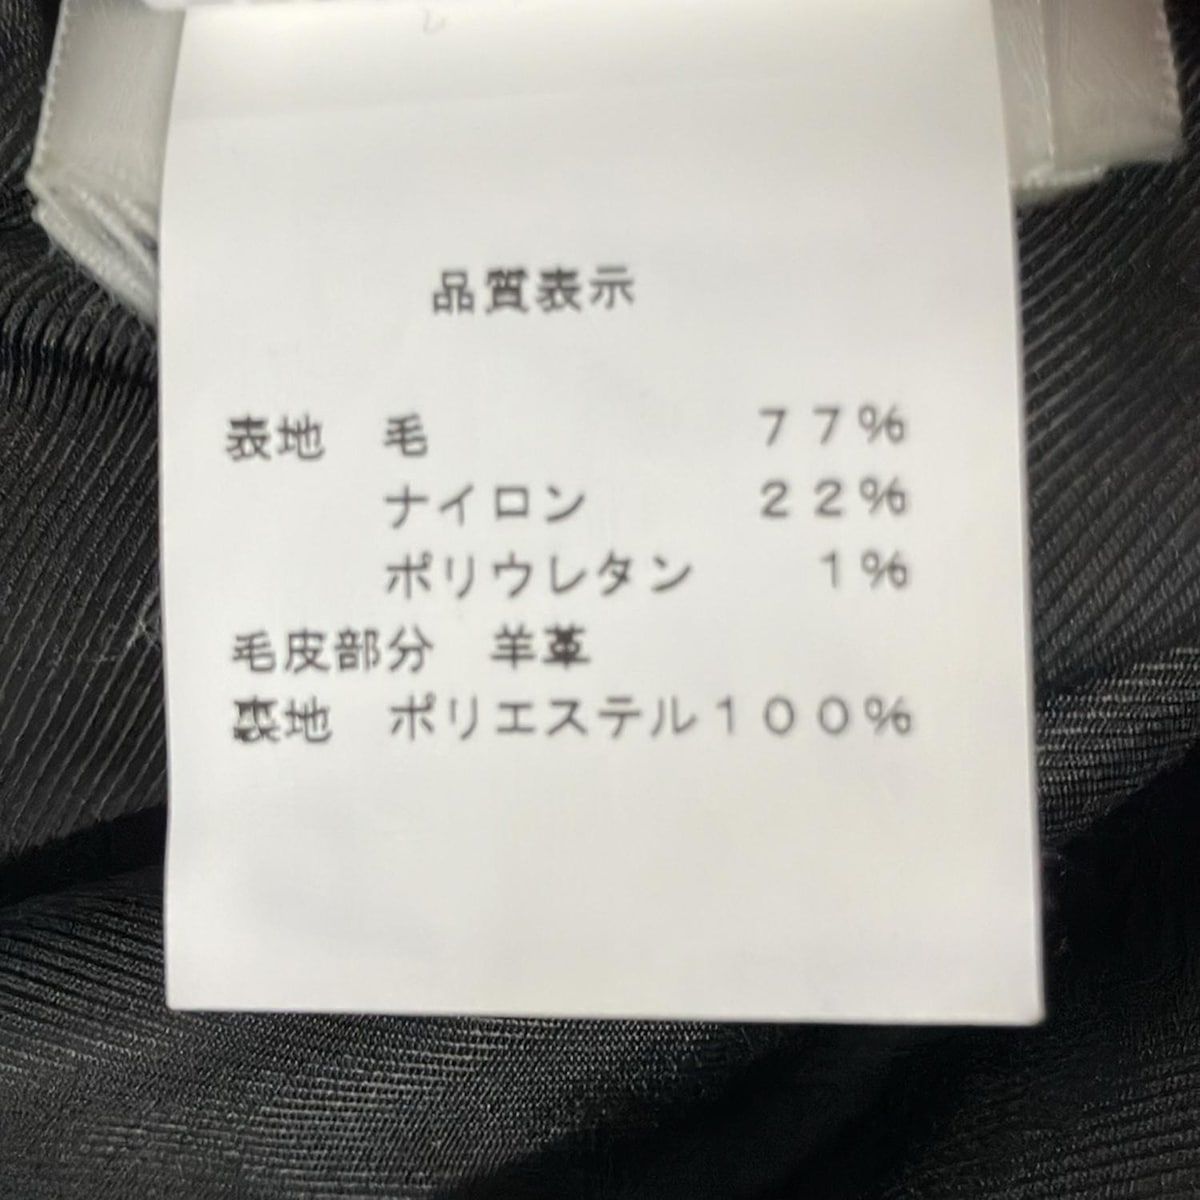 品質表示
表地 毛 77%
ナイロン 22%
ポリウレタン 1%
毛皮部分 羊革
裏地 ポリエステル100%